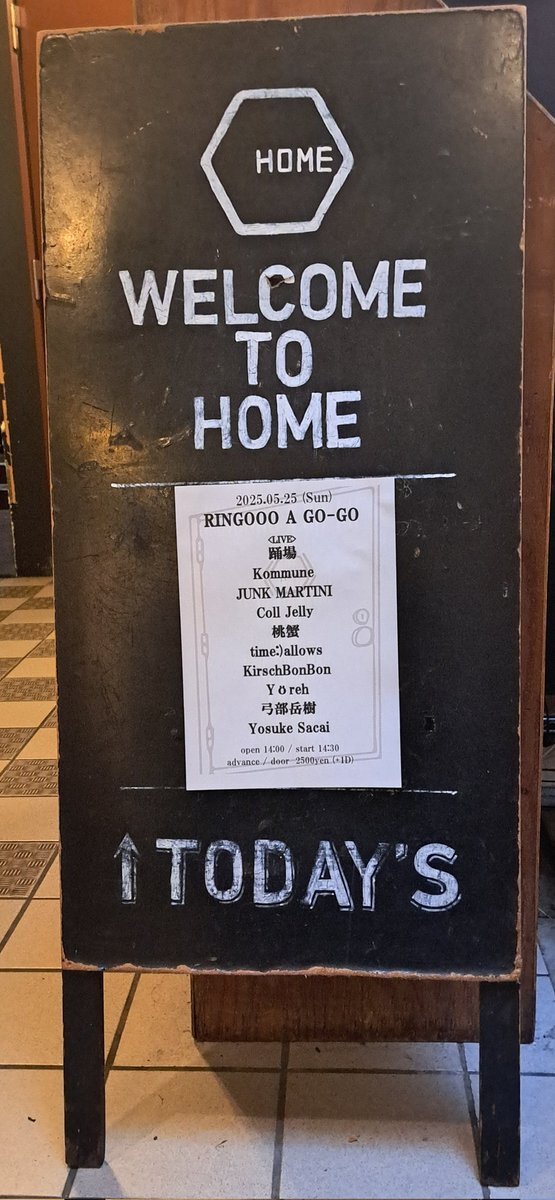 HOME
WELCOME
TO
HOME
2025.05.25 (Sun)
RINGOOO A GO-GO
<LIVE>
踊場
Kommune
JUNK MARTINI
Coll Jelly
桃蟹
time:)allows
KirschBonBon
Yʊreh
弓部岳樹
Yosuke Sacai
open 14:00 / start 14:30
advance / door 2500yen (+1D)
↑TODAY'S